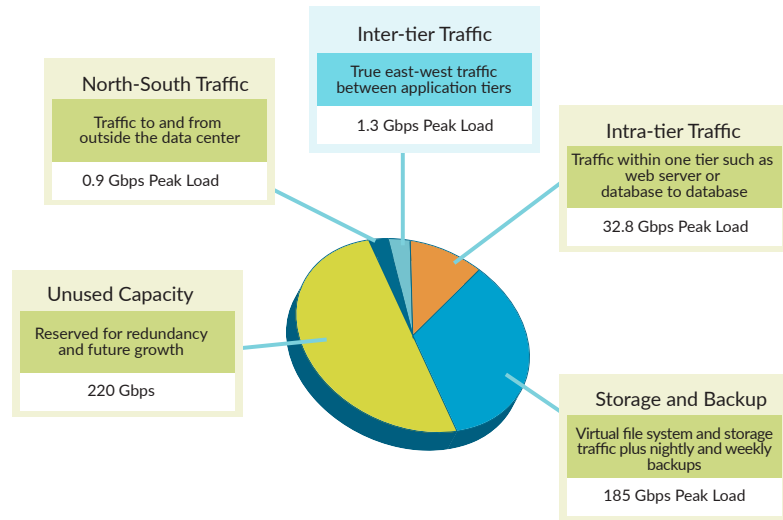 Inter-tier Traffic
True east-west traffic
between application tiers
1.3 Gbps Peak Load
North-South Traffic
Traffic to and from
outside the data center
0.9 Gbps Peak Load
Intra-tier Traffic
Traffic within one tier such as
web server or
database to database
32.8 Gbps Peak Load
Unused Capacity
Reserved for redundancy
and future growth
220 Gbps
Storage and Backup
Virtual file system and storage
traffic plus nightly and weekly
backups
185 Gbps Peak Load